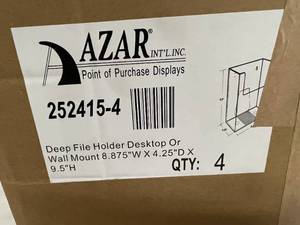 AZAR® INT'L.INC.
Point of Purchase Displays
252415-4
Deep File Holder Desktop Or
Wall Mount 8.875"W X 4.25"D X
9.5"H
QTY: 4